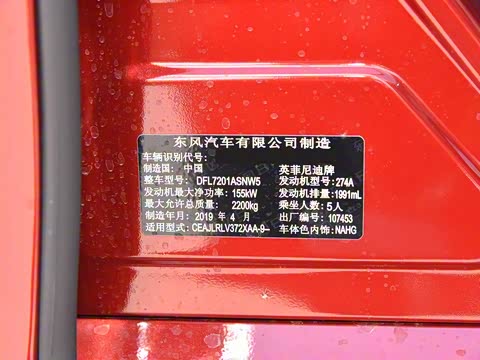 东风汽车有限公司制造
车辆识别代号:
制造国: 中国 英菲尼迪牌
整车型号: DFL7201ASNW5 发动机型号: 274A
发动机最大净功率: 155kW 发动机排量: 1991mL
最大允许总质量: 2200kg 乘坐人数: 5人
制造年月: 2019 年 4 月 出厂编号: 107453
适用型式: CEAJLRLV372XAA-9- 车体色内饰: NAHG